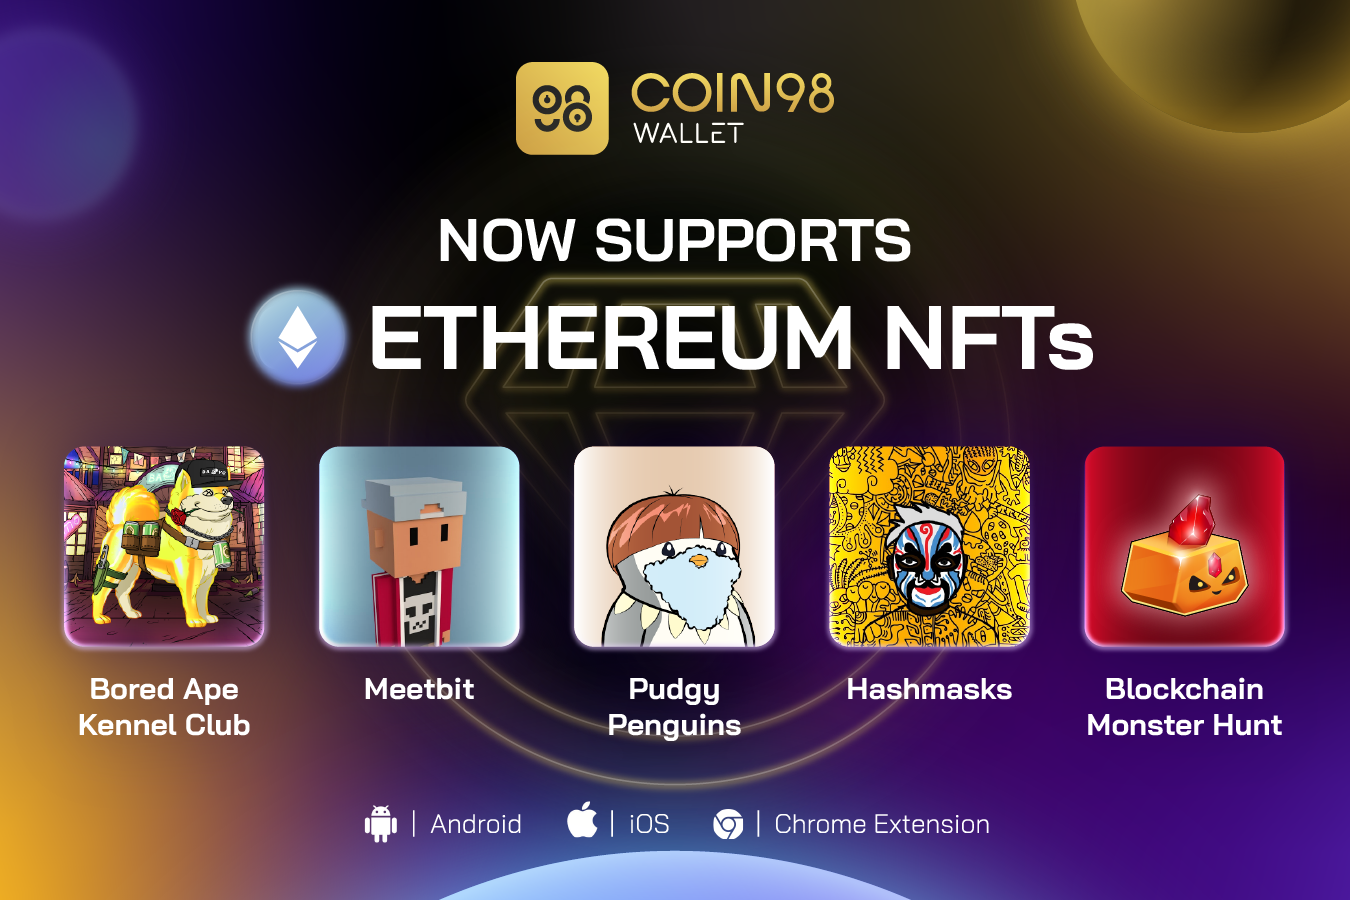 COIN98
WALLET
NOW SUPPORTS
ETHEREUM NFTs
Bored Ape
Kennel Club
Meetbit
Pudgy
Penguins
Hashmasks
Blockchain
Monster Hunt
Android
iOS
Chrome Extension